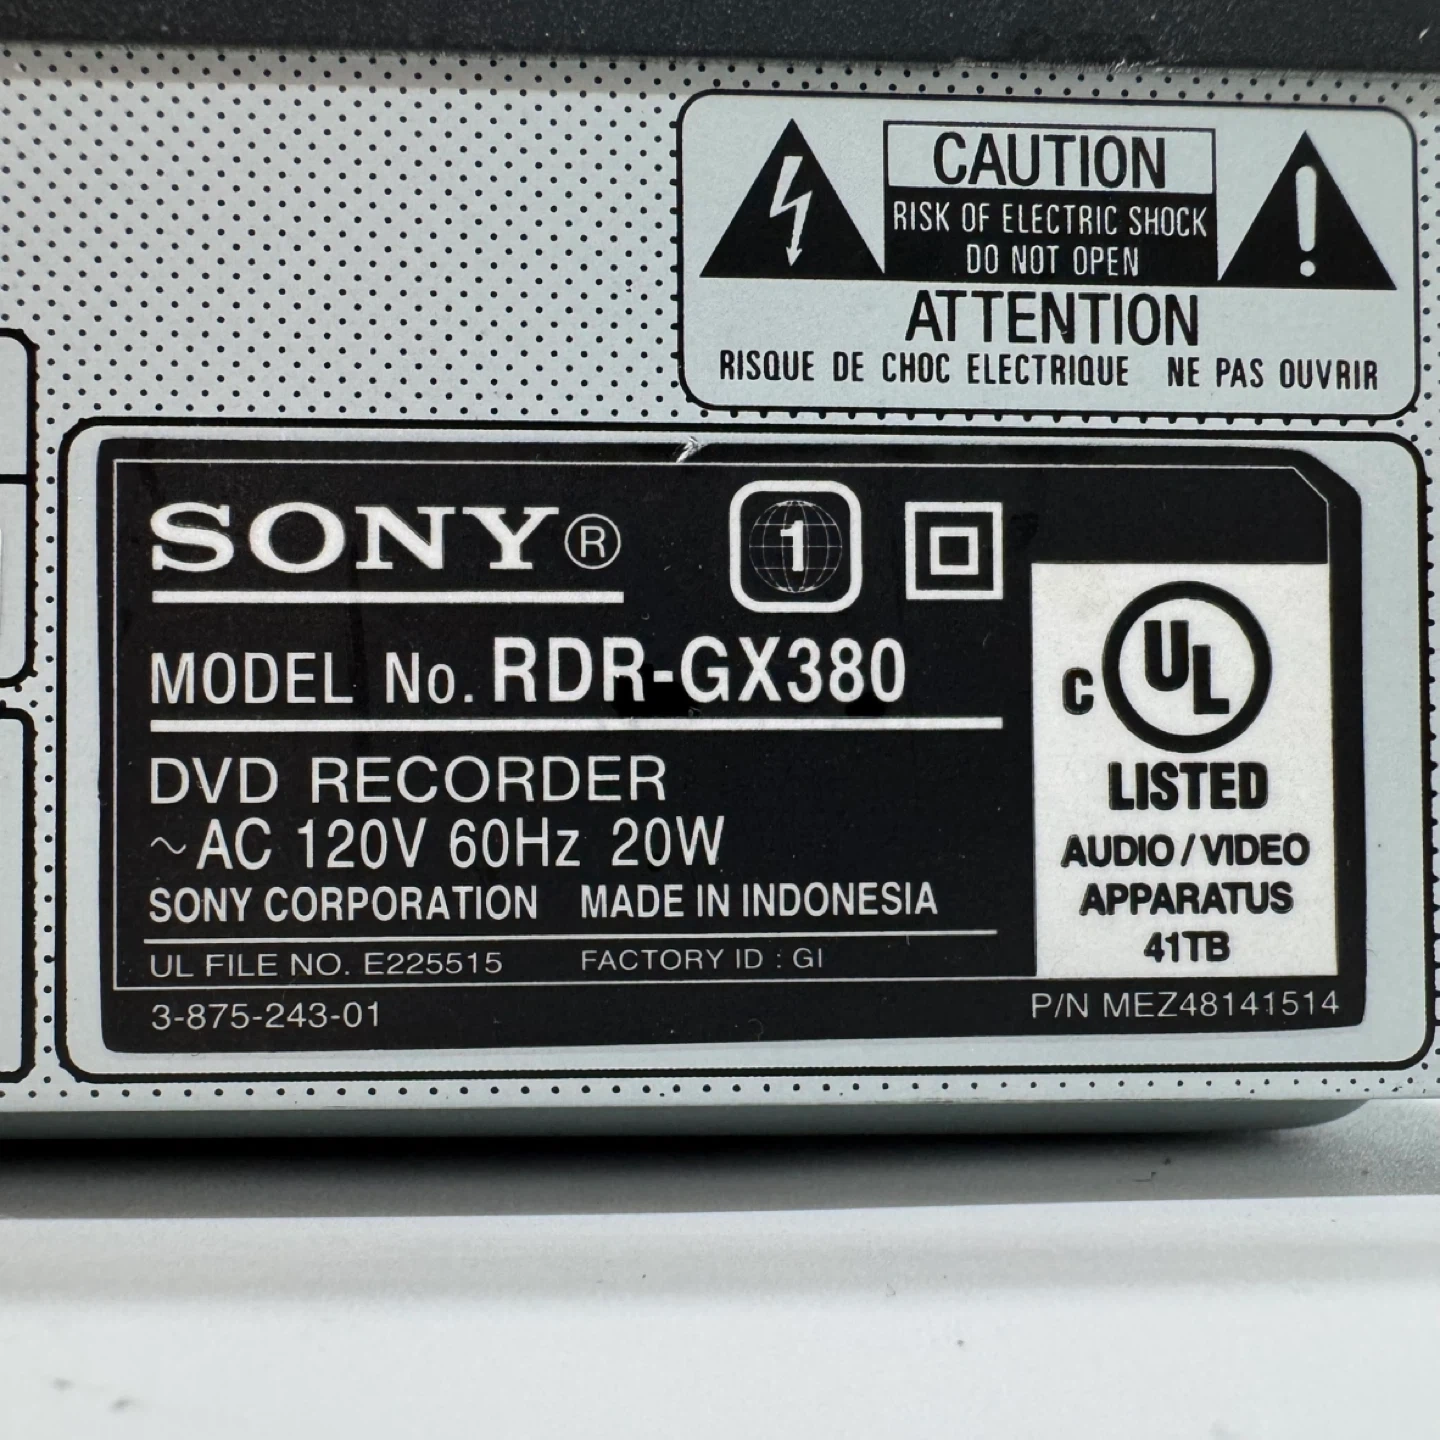 CAUTION
RISK OF ELECTRIC SHOCK
DO NOT OPEN
ATTENTION
RISQUE DE CHOC ELECTRIQUE NE PAS OUVRIR
SONY®
1
MODEL No. RDR-GX380
DVD RECORDER
~ AC 120V 60Hz 20W
SONY CORPORATION MADE IN INDONESIA
UL FILE NO. E225515 FACTORY ID : GI
3-875-243-01
C UL
LISTED
AUDIO / VIDEO
APPARATUS
41TB
P/N MEZ48141514